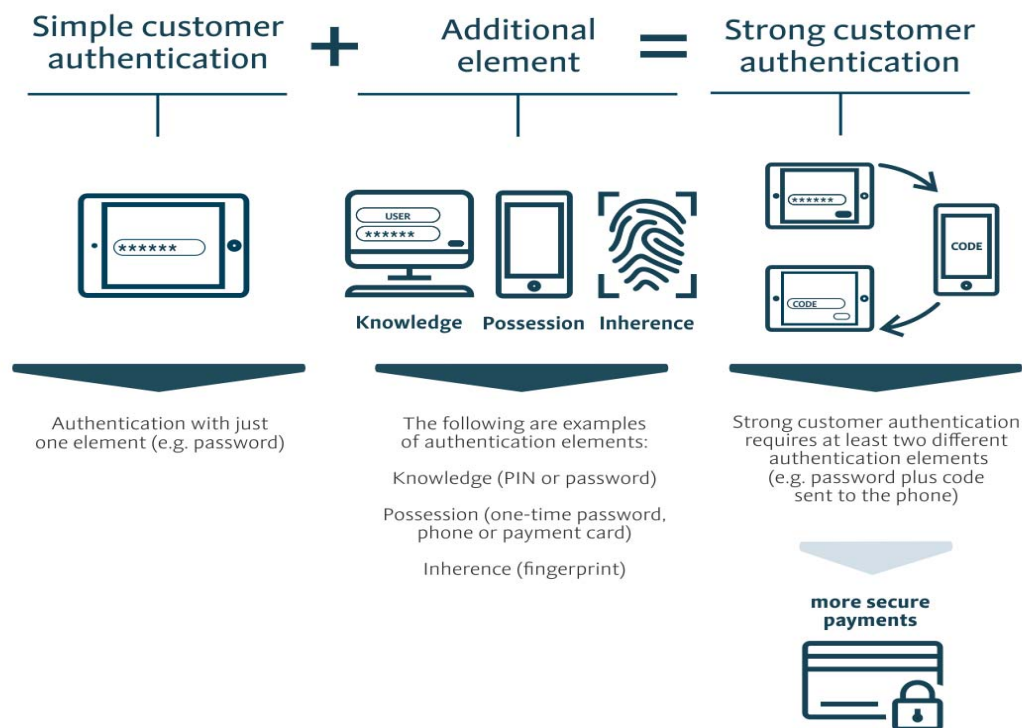 Simple customer
authentication
+
Additional
element
=
Strong customer
authentication
******
USER
******
Knowledge
Possession
Inherence
******
CODE
CODE
Authentication with just
one element (e.g. password)
The following are examples
of authentication elements:
Knowledge (PIN or password)
Possession (one-time password,
phone or payment card)
Inherence (fingerprint)
Strong customer authentication
requires at least two different
authentication elements
(e.g. password plus code
sent to the phone)
more secure
payments